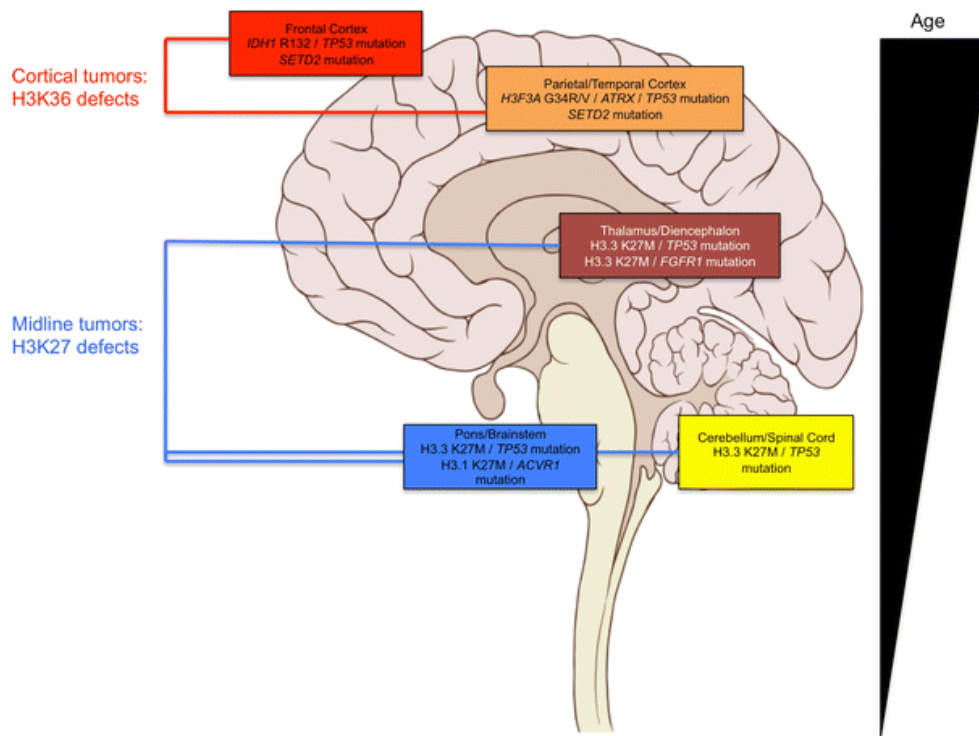 Age
Frontal Cortex
IDH1 R132 / TP53 mutation
SETD2 mutation
Cortical tumors:
H3K36 defects
Parietal/Temporal Cortex
H3F3A G34R/V / ATRX / TP53 mutation
SETD2 mutation
Thalamus/Diencephalon
H3.3 K27M / TP53 mutation
H3.3 K27M / FGFR1 mutation
Midline tumors:
H3K27 defects
Pons/Brainstem
H3.3 K27M / TP53 mutation
H3.1 K27M / ACVR1
mutation
Cerebellum/Spinal Cord
H3.3 K27M / TP53
mutation